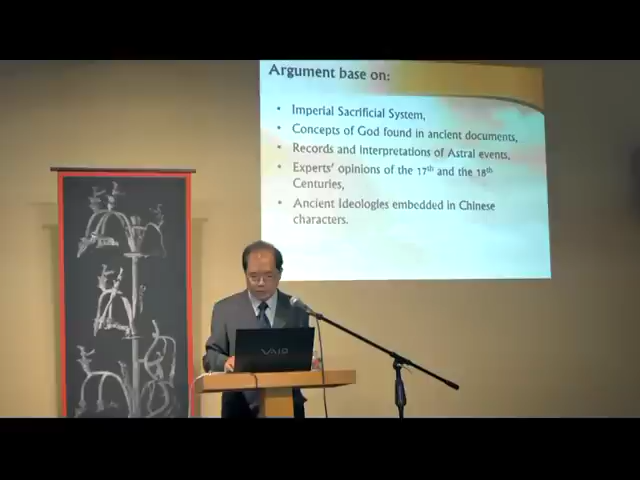 Argument base on:
• Imperial Sacrificial System,
• Concepts of God found in ancient documents,
• Records and interpretations of Astral events,
• Experts' opinions of the 17th and the 18th
Centuries,
• Ancient Ideologies embedded in Chinese
characters.
VAIO